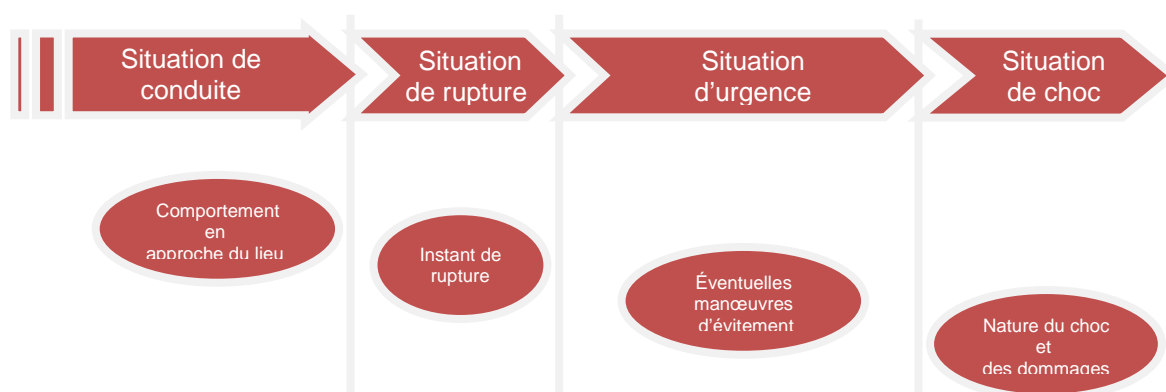 Situation de
conduite
Situation
de rupture
Situation
d'urgence
Situation
de choc
Comportement
en
approche du lieu
Instant de
rupture
Éventuelles
manœuvres
d'évitement
Nature du choc
et
des dommages